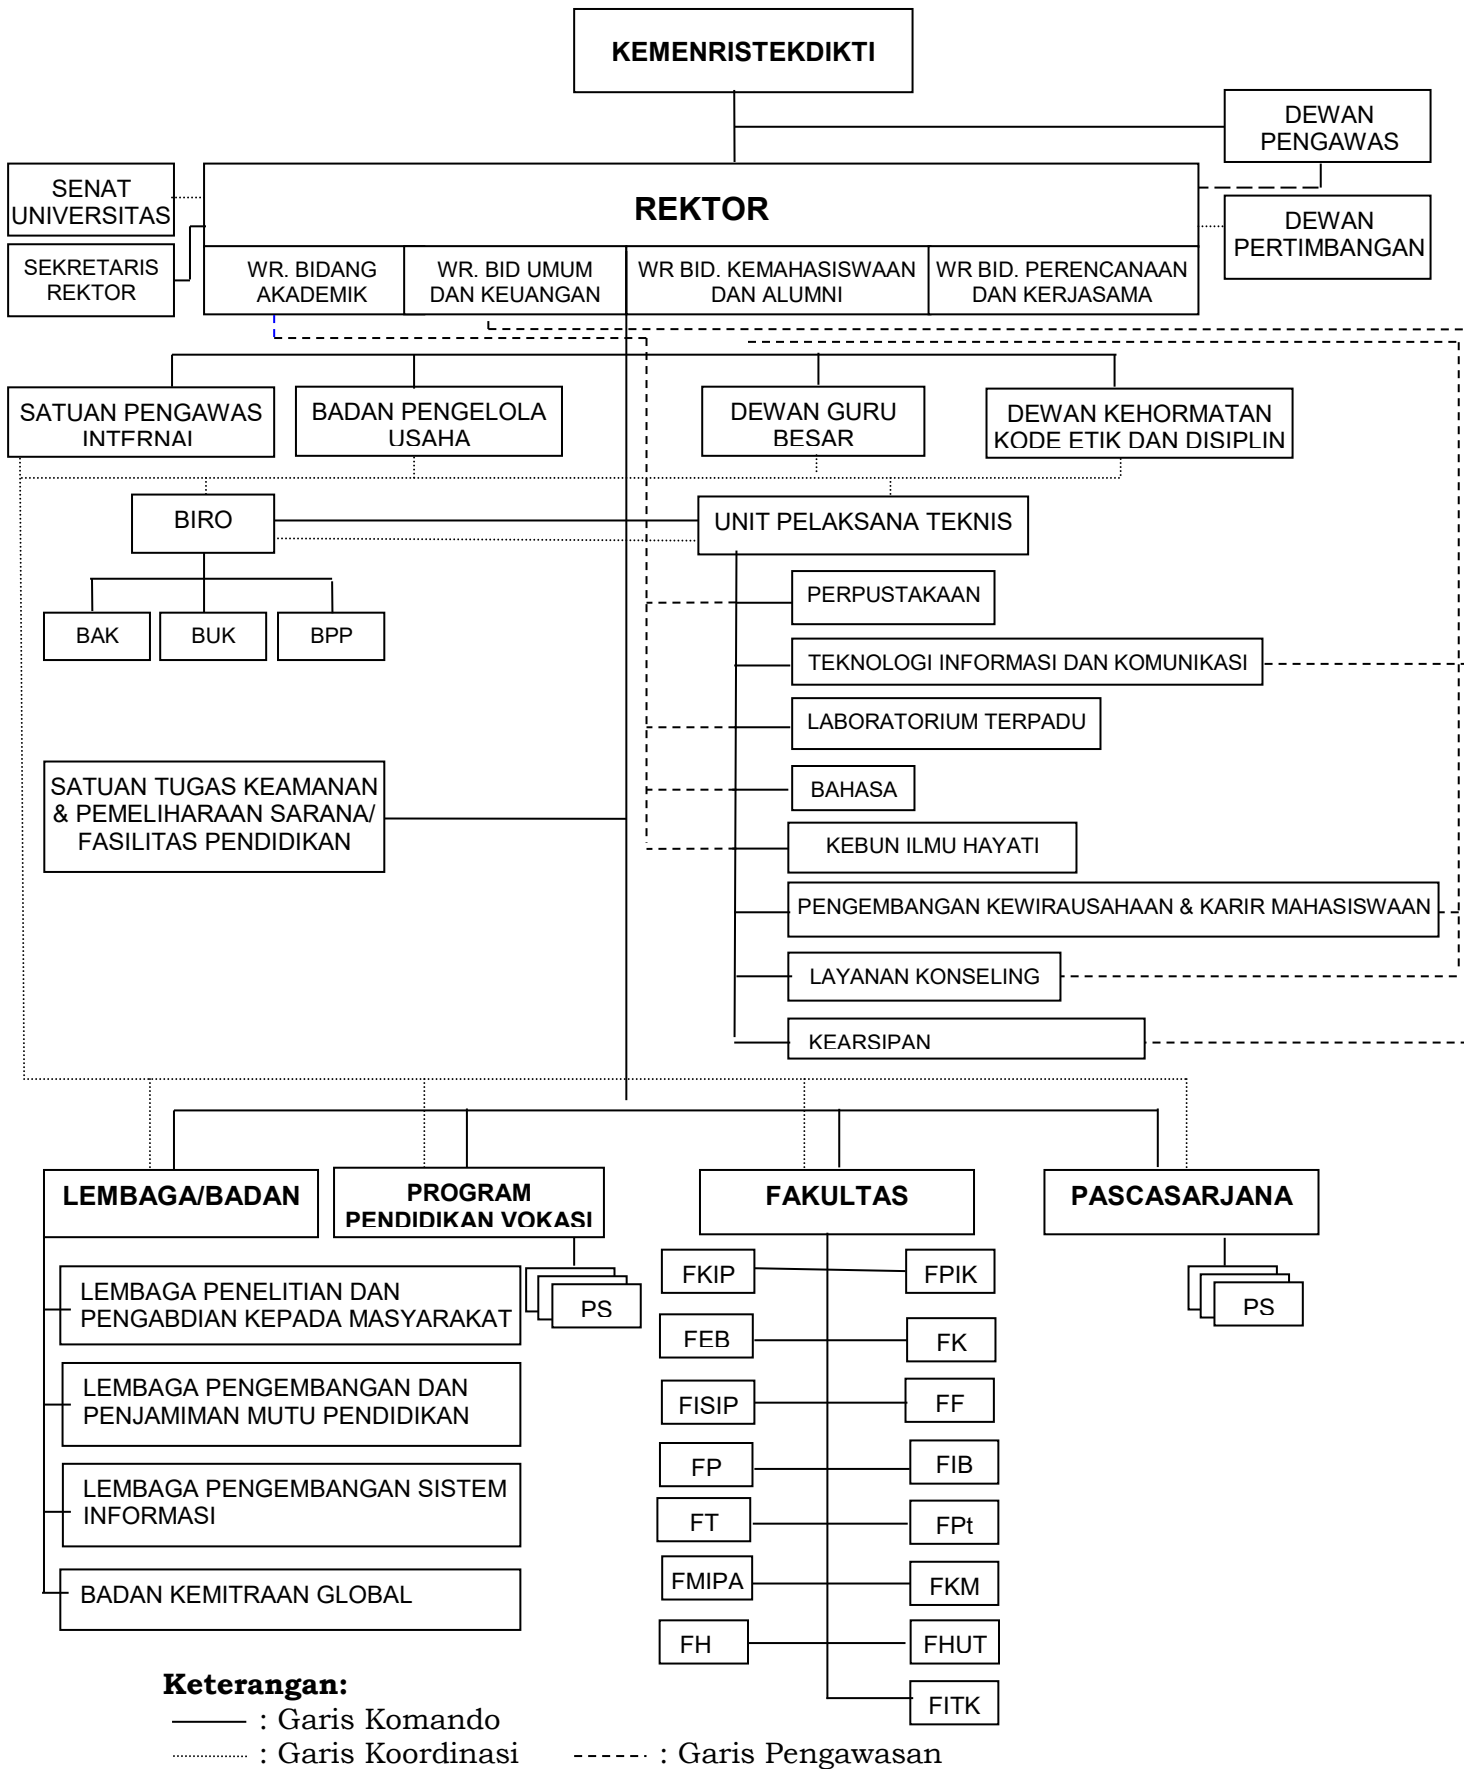 KEMENRISTEKDIKTI
DEWAN
PENGAWAS
SENAT
UNIVERSITAS
REKTOR
DEWAN
PERTIMBANGAN
SEKRETARIS
REKTOR
WR. BIDANG
AKADEMIK
WR. BID UMUM
DAN KEUANGAN
WR BID. KEMAHASISWAAN
DAN ALUMNI
WR BID. PERENCANAAN
DAN KERJASAMA
SATUAN PENGAWAS
INTERNAL
BADAN PENGELOLA
USAHA
DEWAN GURU
BESAR
DEWAN KEHORMATAN
KODE ETIK DAN DISIPLIN
BIRO
UNIT PELAKSANA TEKNIS
BAK
BUK
BPP
PERPUSTAKAAN
TEKNOLOGI INFORMASI DAN KOMUNIKASI
LABORATORIUM TERPADU
BAHASA
KEBUN ILMU HAYATI
PENGEMBANGAN KEWIRAUSAHAAN & KARIR MAHASISWAAN
LAYANAN KONSELING
KEARSIPAN
SATUAN TUGAS KEAMANAN
& PEMELIHARAAN SARANA/
FASILITAS PENDIDIKAN
LEMBAGA/BADAN
PROGRAM
PENDIDIKAN VOKASI
FAKULTAS
PASCASARJANA
LEMBAGA PENELITIAN DAN
PENGABDIAN KEPADA MASYARAKAT
LEMBAGA PENGEMBANGAN DAN
PENJAMIMAN MUTU PENDIDIKAN
LEMBAGA PENGEMBANGAN SISTEM
INFORMASI
BADAN KEMITRAAN GLOBAL
PS
FKIP
FPIK
FEB
FK
FISIP
FF
FP
FIB
FT
FPt
FMIPA
FKM
FH
FHUT
FITK
PS
Keterangan:
: Garis Komando
: Garis Koordinasi
: Garis Pengawasan